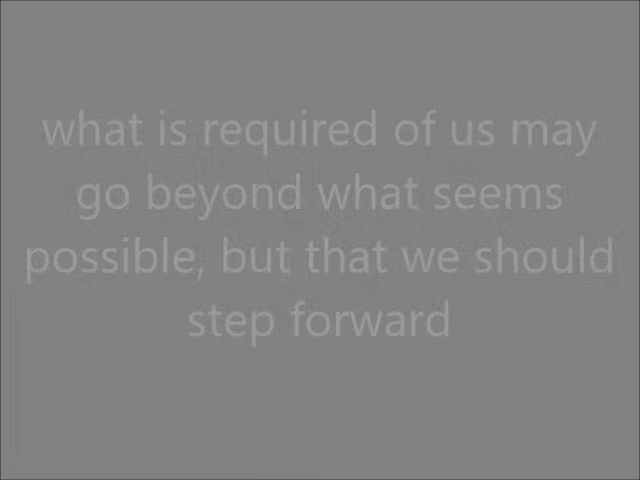 what is required of us may
go beyond what seems
possible, but that we should
step forward